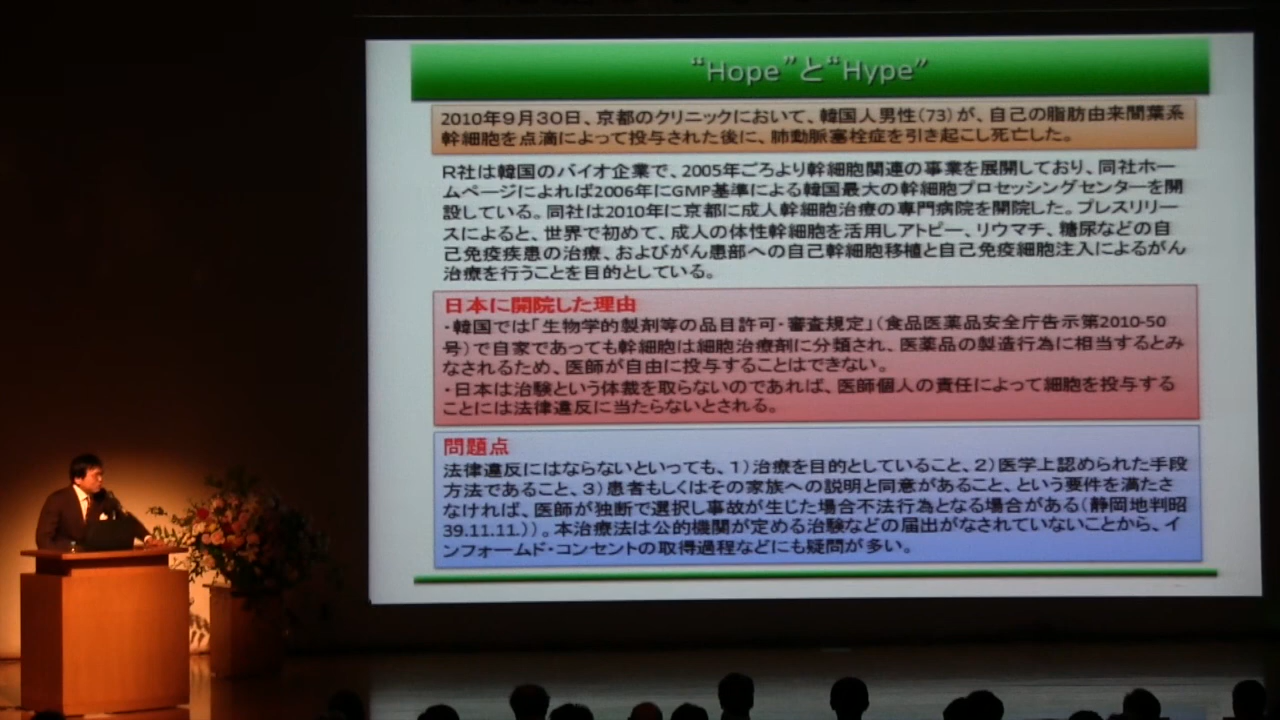 “Hope”と“Hype”
2010年9月30日、京都のクリニックにおいて、韓国人男性(73)が、自己の脂肪由来間葉系
幹細胞を点滴によって投与された後に、肺動脈塞栓症を引き起こし死亡した。
R社は韓国のバイオ企業で、2005年ごろより幹細胞関連の事業を展開しており、同社ホー
ムページによれば2006年にGMP基準による韓国最大の幹細胞プロセッシングセンターを開
設している。同社は2010年に京都に成人幹細胞治療の専門病院を開院した。プレスリリー
スによると、世界で初めて、成人の体性幹細胞を活用しアトピー、リウマチ、糖尿などの自
己免疫疾患の治療、およびがん患部への自己幹細胞移植と自己免疫細胞注入によるがん
治療を行うことを目的としている。
日本に開院した理由
・韓国では「生物学的製剤等の品目許可・審査規定」(食品医薬品安全庁告示第2010-50
号)で自家であっても幹細胞は細胞治療剤に分類され、医薬品の製造行為に相当するとみ
なされるため、医師が自由に投与することはできない。
・日本は治験という体裁を取らないのであれば、医師個人の責任によって細胞を投与する
ことには法律違反に当たらないとされる。
問題点
法律違反にはならないといっても、1)治療を目的としていること、2)医学上認められた手段
方法であること、3)患者もしくはその家族への説明と同意があること、という要件を満たさ
なければ、医師が独断で選択し事故が生じた場合不法行為となる場合がある(静岡地判昭
39.11.11.))。本治療法は公的機関が定める治験などの届出がなされていないことから、イ
ンフォームド・コンセントの取得過程などにも疑問が多い。